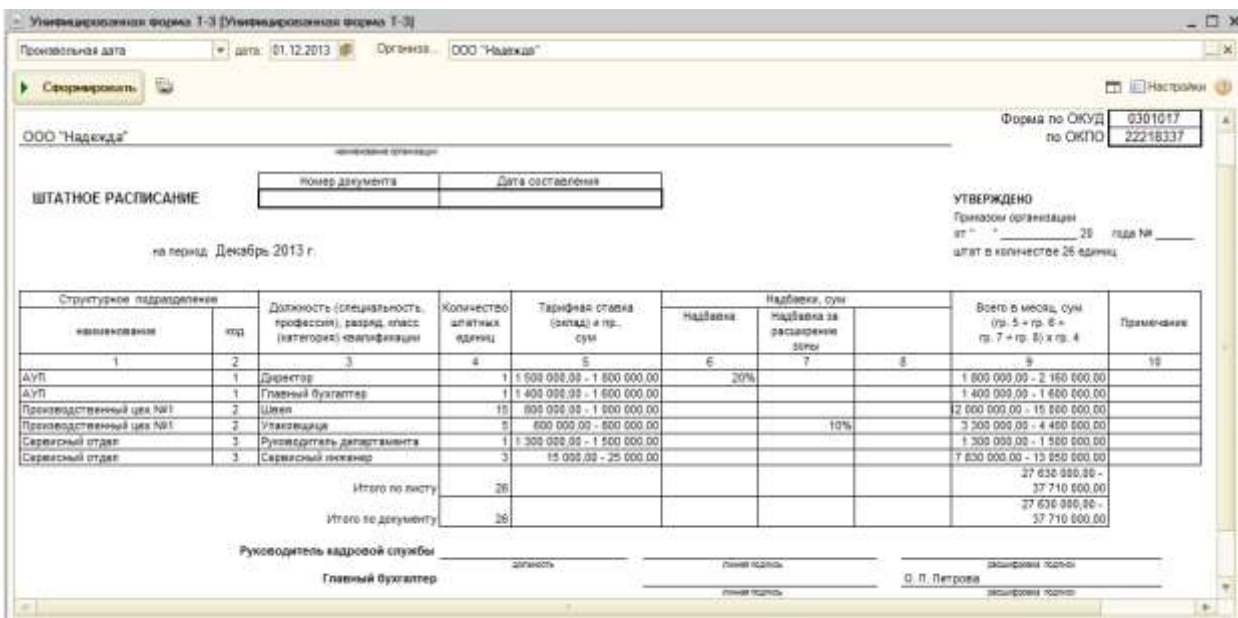 Унифицированная форма Т-3 [Унифицированная форма Т-3]
Произвольная дата дата: 01.12.2013 Организа... ООО "Надежда"
Сформировать Настройки
Форма по ОКУД 0301017
ООО "Надежда" по ОКПО 22218337
наименование организации
Номер документа Дата составления
ШТАТНОЕ РАСПИСАНИЕ УТВЕРЖДЕНО
Приказом организации
от " " 20 года №
на период Декабрь 2013 г. штат в количестве 26 единиц
Структурное подразделение Должность (специальность, профессия), разряд, класс (категория) квалификации Количество штатных единиц Тарифная ставка (оклад) и пр., сум Надбавки, сум Всего в месяц, сум (гр. 5 + гр. 6 + гр. 7 + гр. 8) x гр. 4 Примечание
наименование код Надбавка Надбавка за расширение зоны
1 2 3 4 5 6 7 8 9 10
АУП 1 Директор 1 1 500 000,00 - 1 800 000,00 20% 1 800 000,00 - 2 160 000,00
АУП 1 Главный бухгалтер 1 1 400 000,00 - 1 600 000,00 1 400 000,00 - 1 600 000,00
Производственный цех №1 2 Швея 15 800 000,00 - 1 000 000,00 12 000 000,00 - 15 000 000,00
Производственный цех №1 2 Упаковщица 5 600 000,00 - 800 000,00 10% 3 300 000,00 - 4 400 000,00
Сервисный отдел 3 Руководитель департамента 1 1 300 000,00 - 1 500 000,00 1 300 000,00 - 1 500 000,00
Сервисный отдел 3 Сервисный инженер 3 15 000,00 - 25 000,00 7 830 000,00 - 13 050 000,00
Итого по листу 26 27 630 000,00 - 37 710 000,00
Итого по документу 26 27 630 000,00 - 37 710 000,00
Руководитель кадровой службы
должность личная подпись расшифровка подписи
Главный бухгалтер О. П. Петрова
личная подпись расшифровка подписи